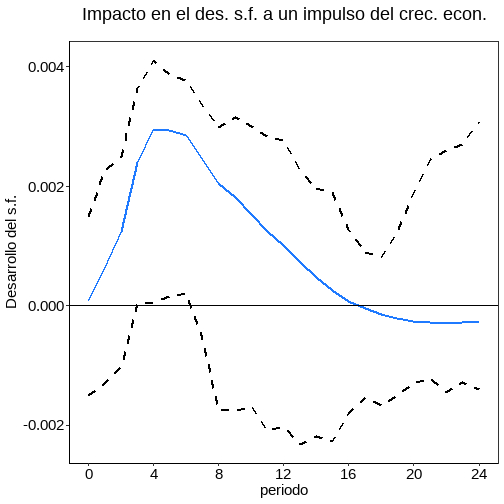 Impacto en el des. s.f. a un impulso del crec. econ.
Desarrollo del s.f.
0.004
0.002
0.000
-0.002
0 4 8 12 16 20 24
periodo